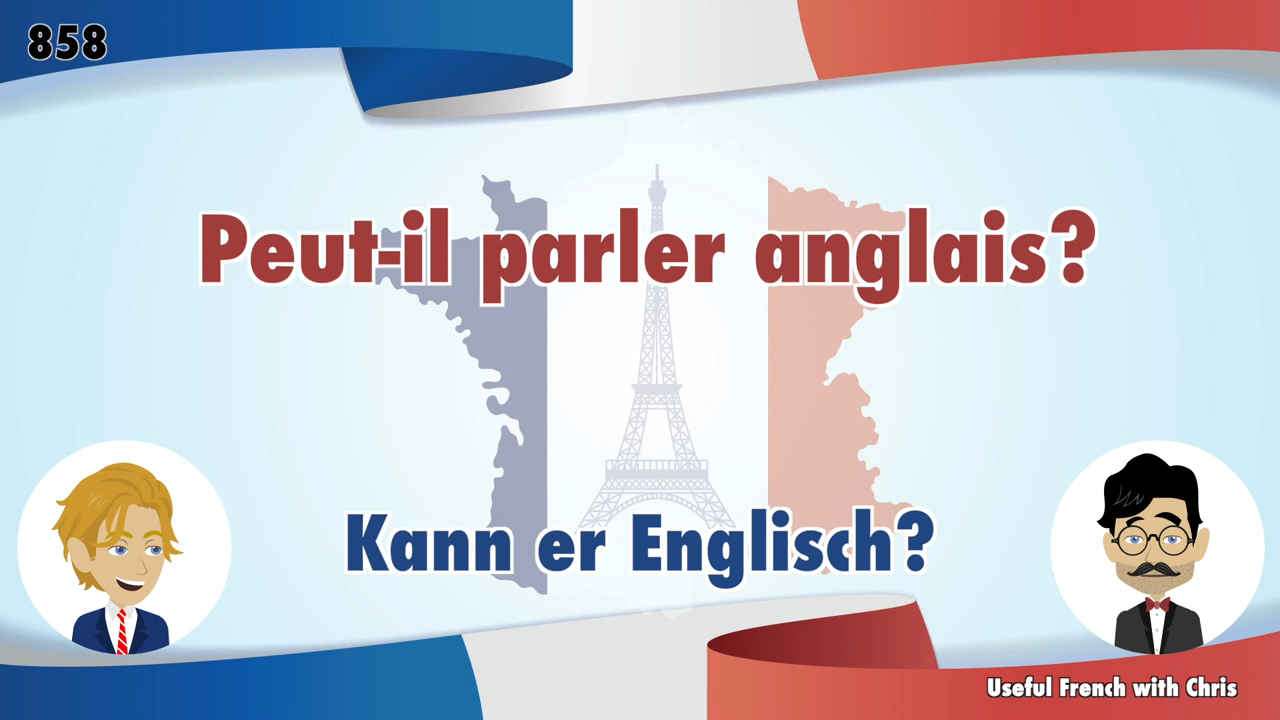 858
Peut-il parler anglais?
Kann er Englisch?
Useful French with Chris